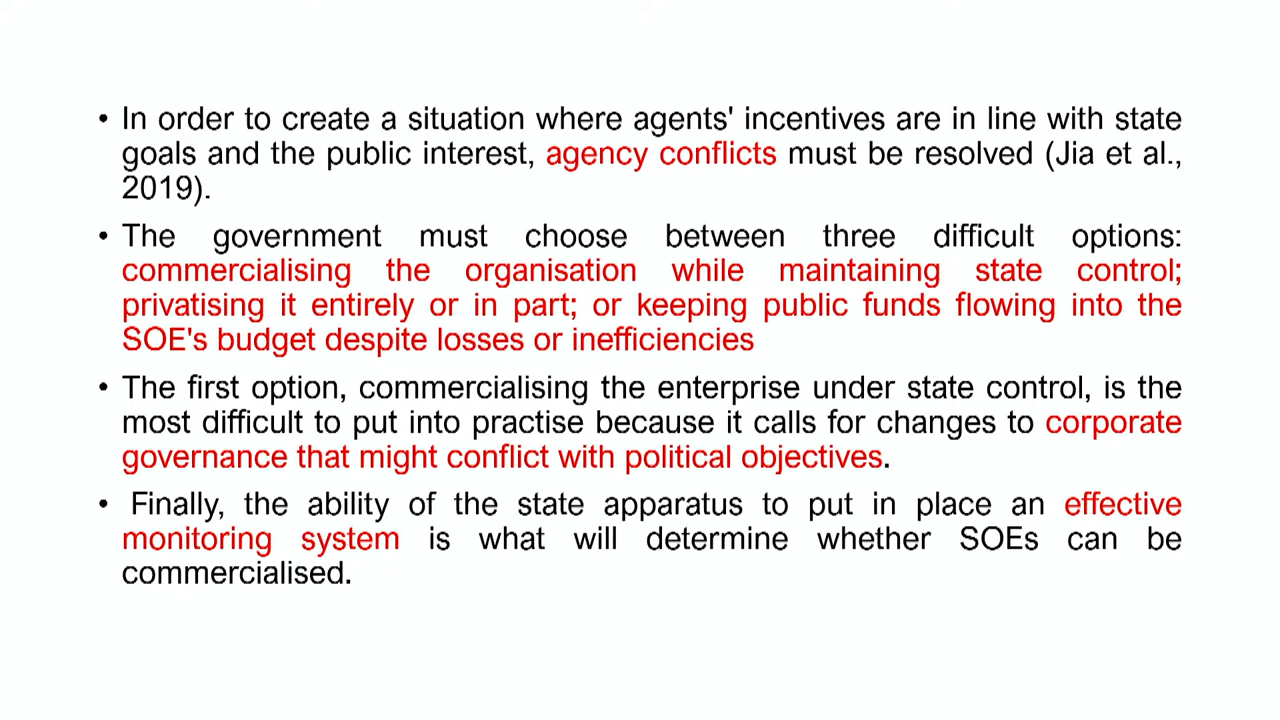 • In order to create a situation where agents' incentives are in line with state
goals and the public interest, agency conflicts must be resolved (Jia et al.,
2019).
• The government must choose between three difficult options:
commercialising the organisation while maintaining state control;
privatising it entirely or in part; or keeping public funds flowing into the
SOE's budget despite losses or inefficiencies
• The first option, commercialising the enterprise under state control, is the
most difficult to put into practise because it calls for changes to corporate
governance that might conflict with political objectives.
• Finally, the ability of the state apparatus to put in place an effective
monitoring system is what will determine whether SOEs can be
commercialised.